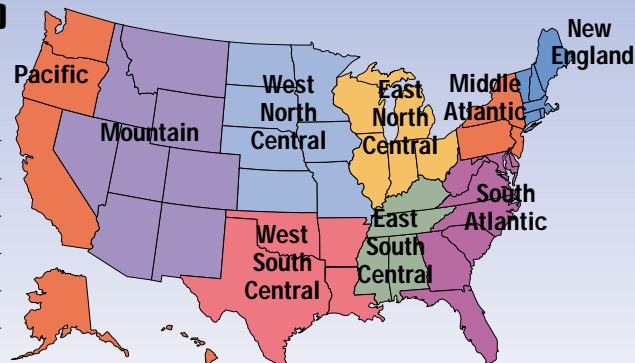 New
England
Pacific
West
North
Central
East
North
Central
Middle
Atlantic
Mountain
South
Atlantic
East
South
Central
West
South
Central